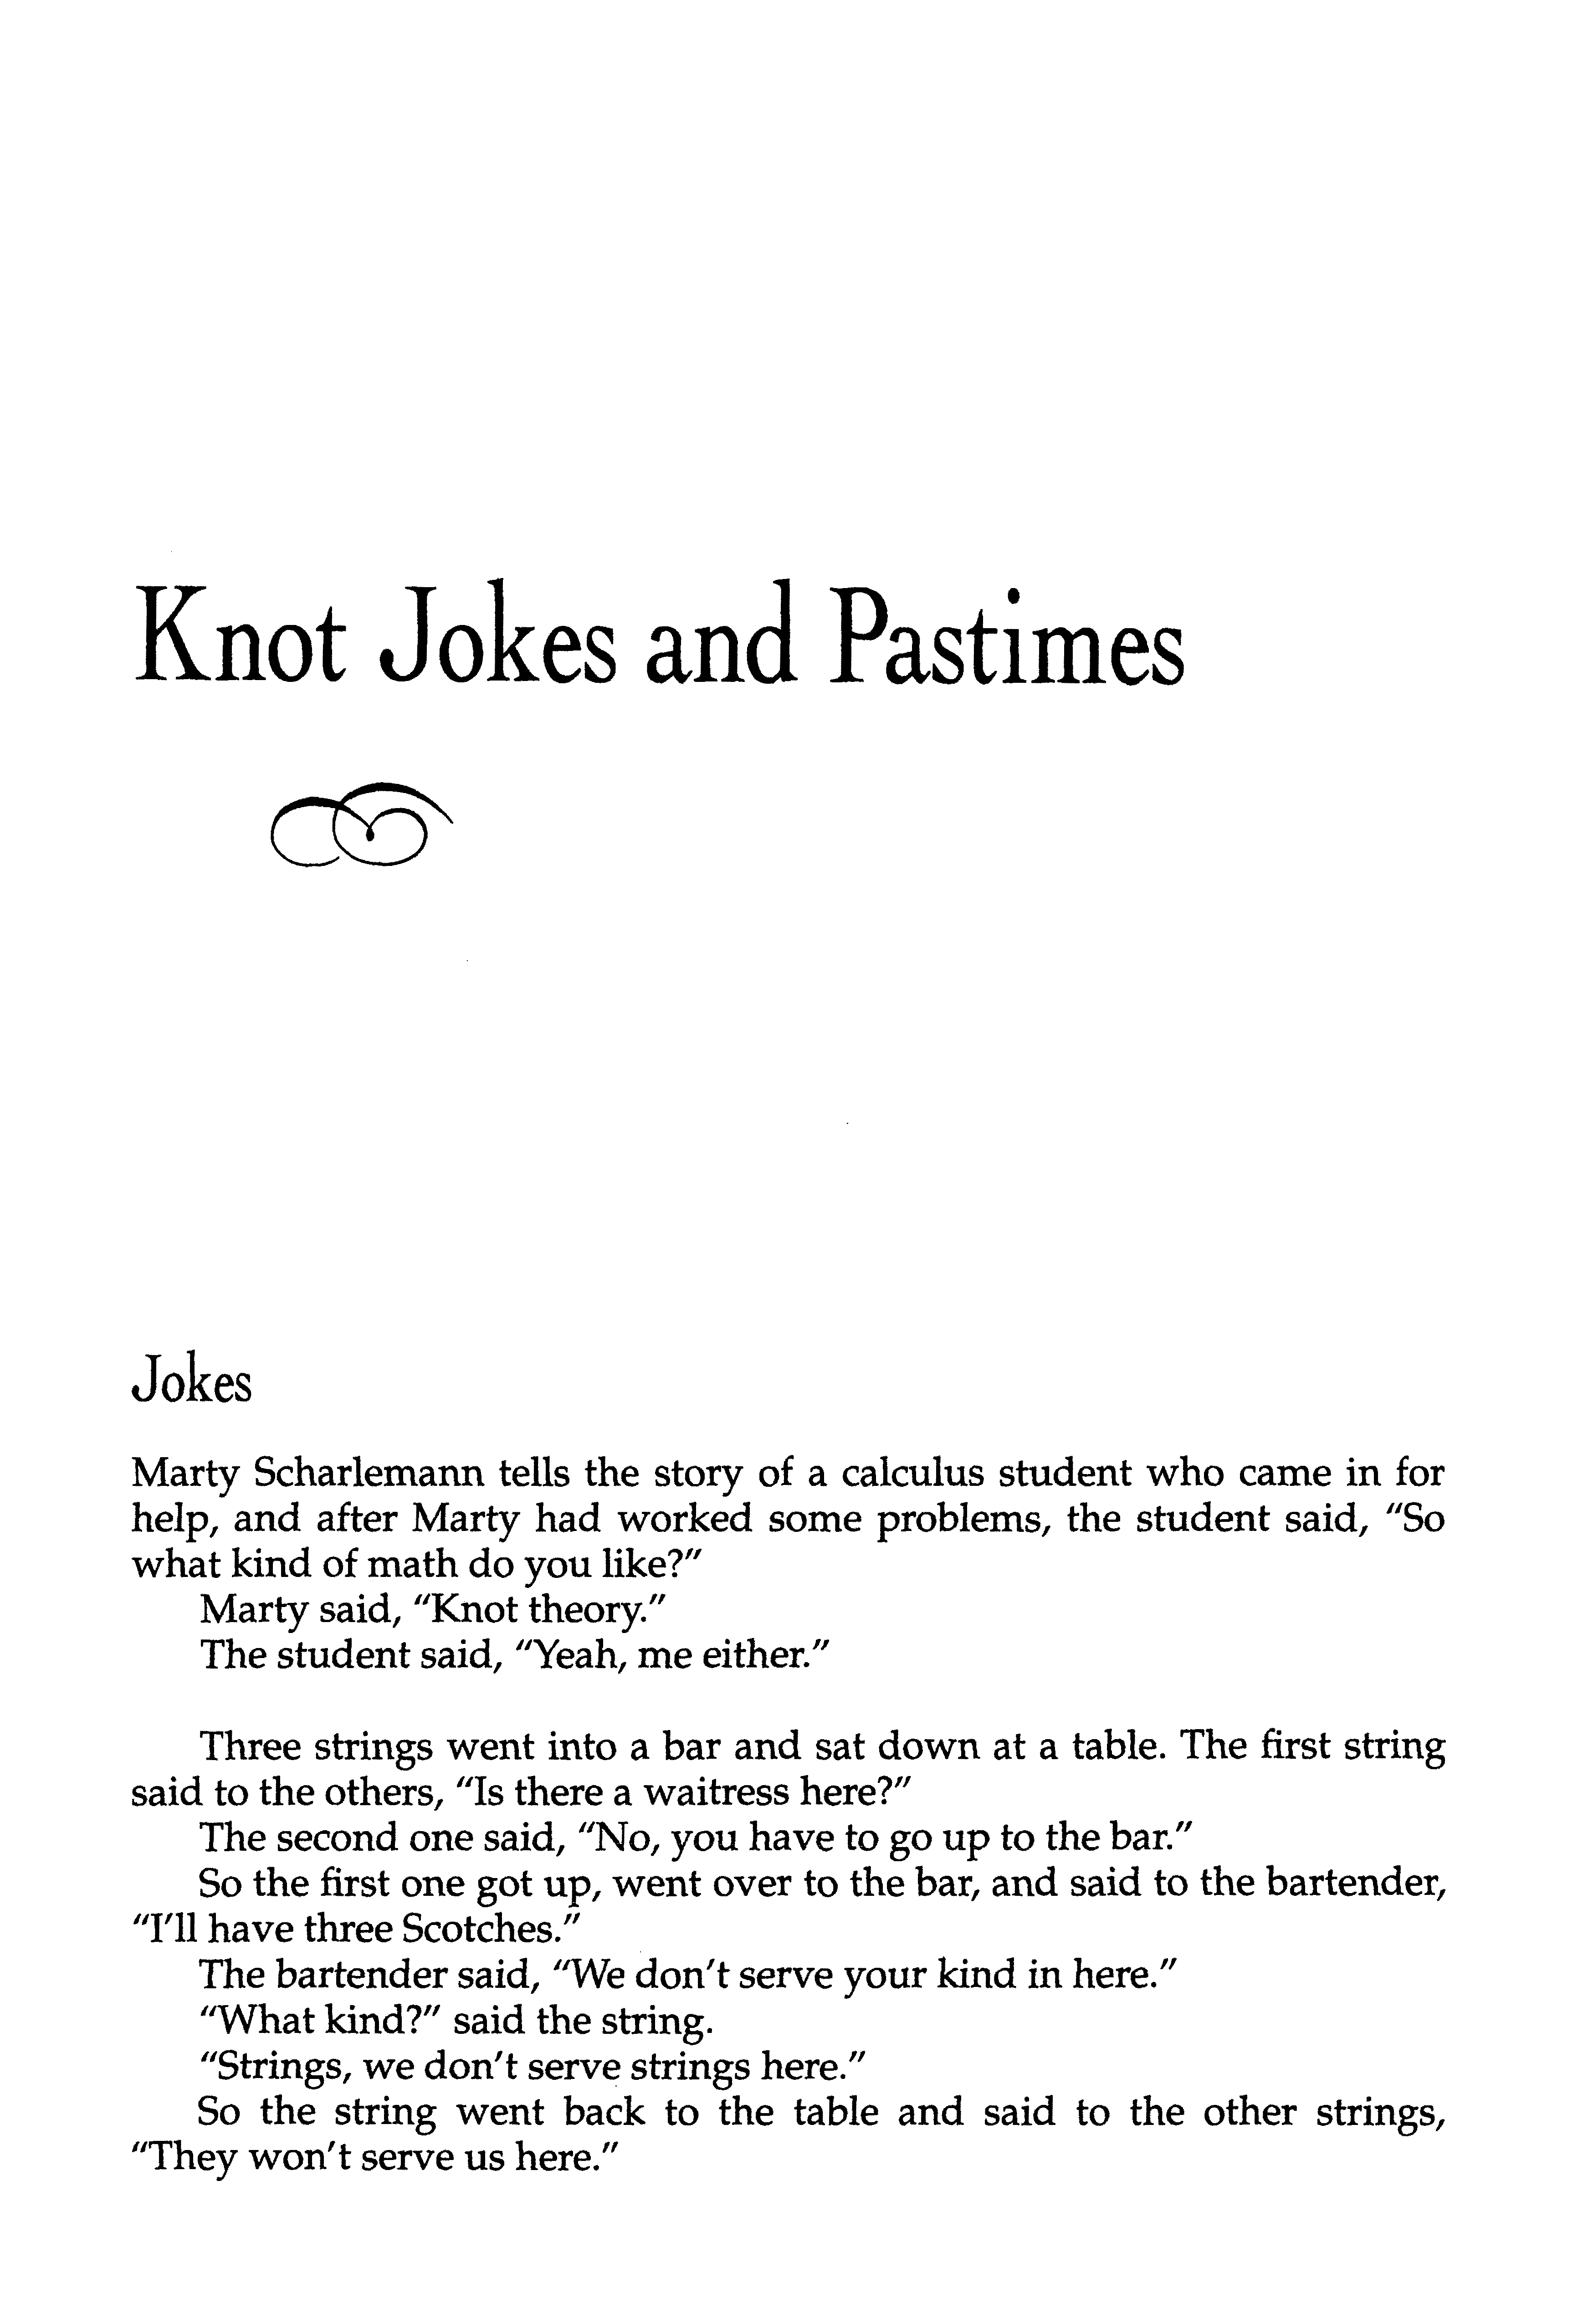 Knot Jokes and Pastimes
Jokes
Marty Scharlemann tells the story of a calculus student who came in for
help, and after Marty had worked some problems, the student said, "So
what kind of math do you like?"
Marty said, "Knot theory."
The student said, "Yeah, me either."
Three strings went into a bar and sat down at a table. The first string
said to the others, "Is there a waitress here?"
The second one said, "No, you have to go up to the bar."
So the first one got up, went over to the bar, and said to the bartender,
"I'll have three Scotches."
The bartender said, "We don't serve your kind in here."
"What kind?" said the string.
"Strings, we don't serve strings here."
So the string went back to the table and said to the other strings,
"They won't serve us here."